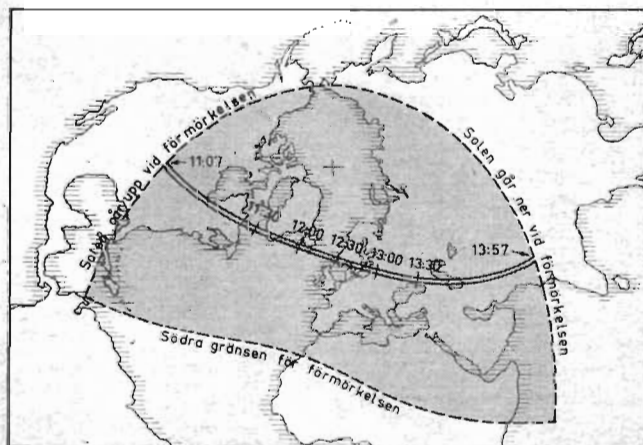 Solen går upp vid förmörkelsen
Solen går ner vid förmörkelsen
11:07
12:00
12:30
13:00
13:30
13:57
Södra gränsen för förmörkelsen